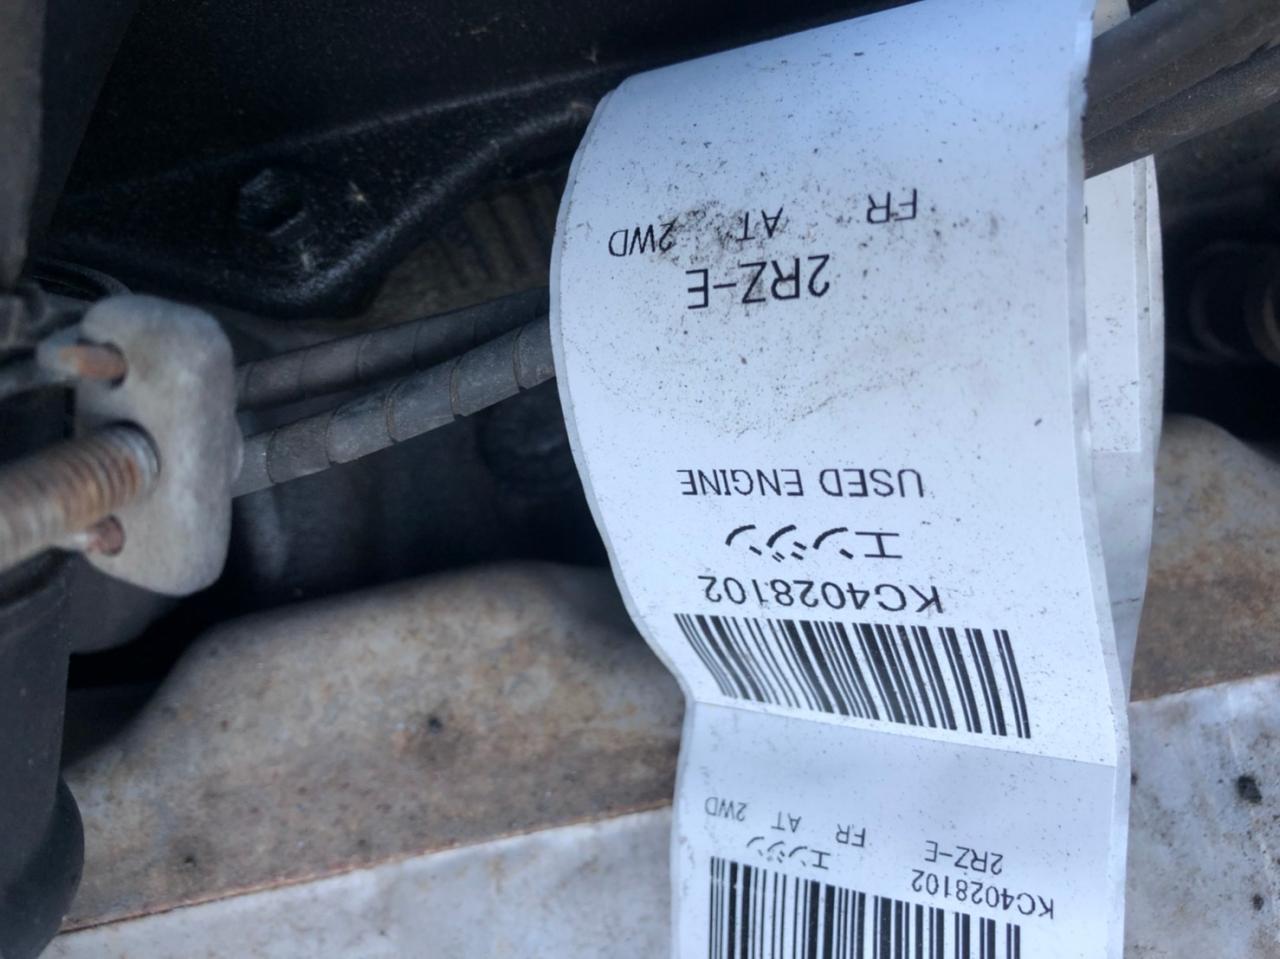 KC4028102
エンジン
USED ENGINE
2RZ-E
FR AT 2WD
KC4028102
2RZ-E
エンジン FR AT 2WD